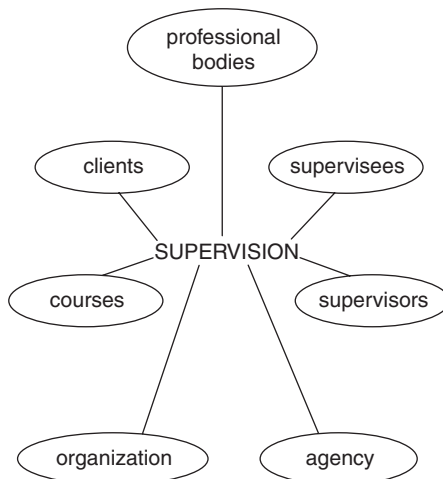 professional
bodies
clients
supervisees
SUPERVISION
courses
supervisors
organization
agency